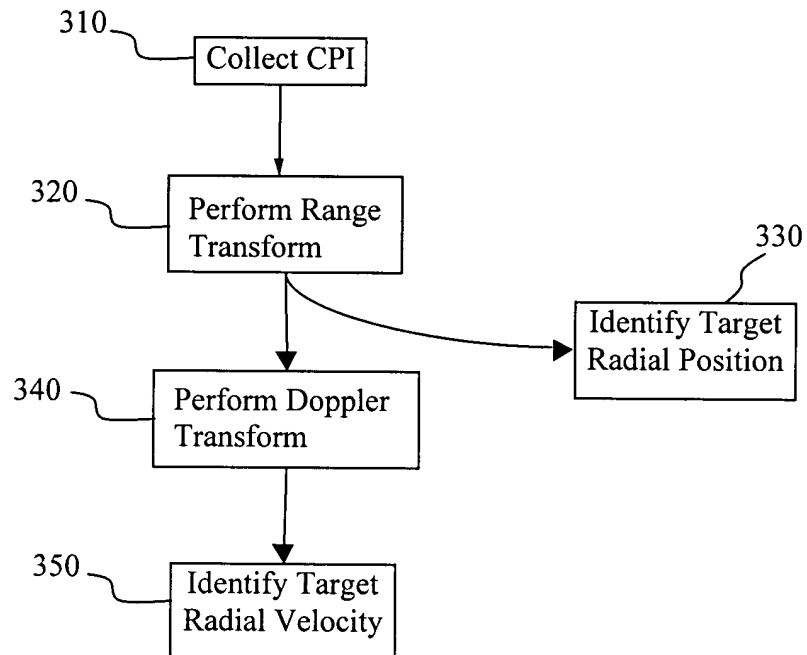 310
Collect CPI
320
Perform Range
Transform
330
Identify Target
Radial Position
340
Perform Doppler
Transform
350
Identify Target
Radial Velocity